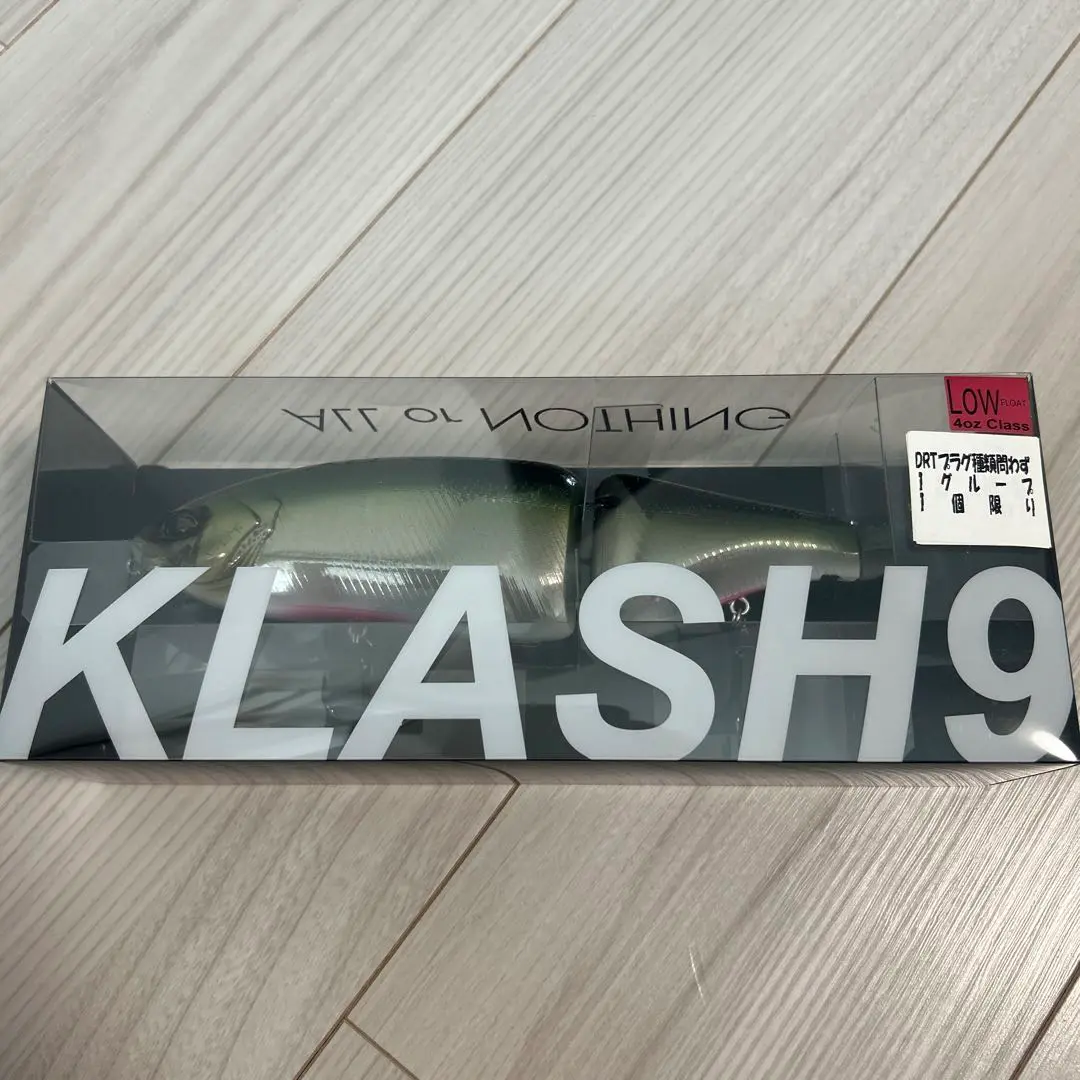 ALL or NOTHING
LOW FLOAT
4oz Class
DRTプラグ種類問わず
1グループ
1個限り
KLASH9